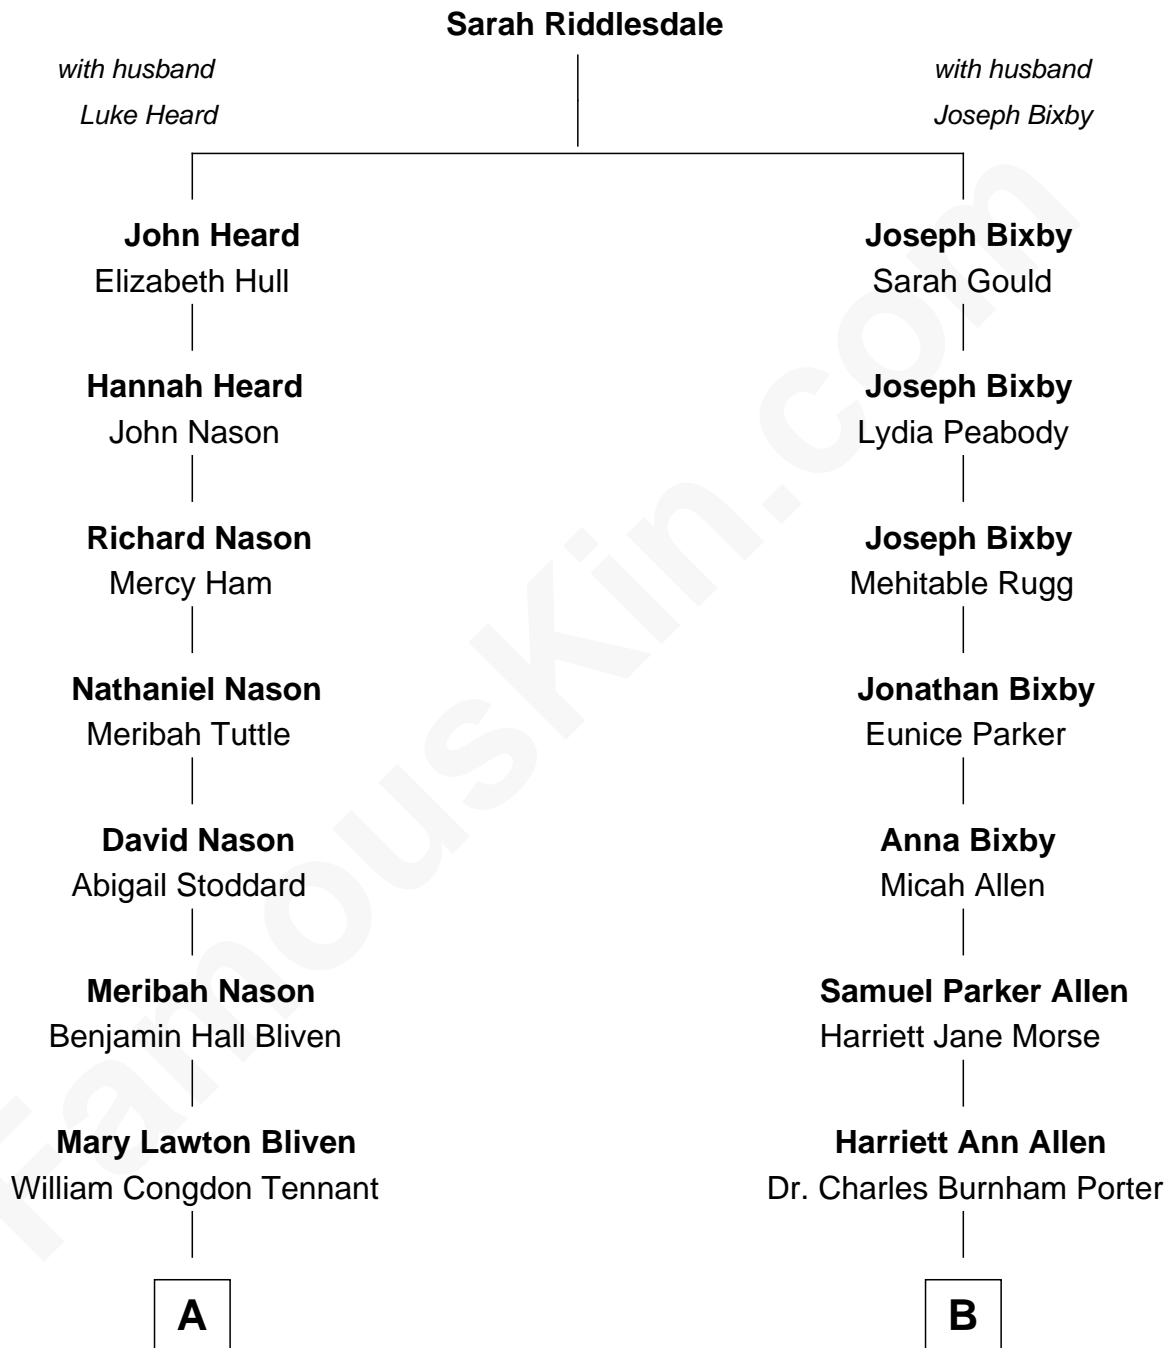 Sarah Riddlesdale
with husband
Luke Heard
with husband
Joseph Bixby
John Heard
Elizabeth Hull
Joseph Bixby
Sarah Gould
Hannah Heard
John Nason
Joseph Bixby
Lydia Peabody
Richard Nason
Mercy Ham
Joseph Bixby
Mehitable Rugg
Nathaniel Nason
Meribah Tuttle
Jonathan Bixby
Eunice Parker
David Nason
Abigail Stoddard
Anna Bixby
Micah Allen
Meribah Nason
Benjamin Hall Bliven
Samuel Parker Allen
Harriett Jane Morse
Mary Lawton Bliven
William Congdon Tennant
Harriett Ann Allen
Dr. Charles Burnham Porter
A
B
FamousKin.com